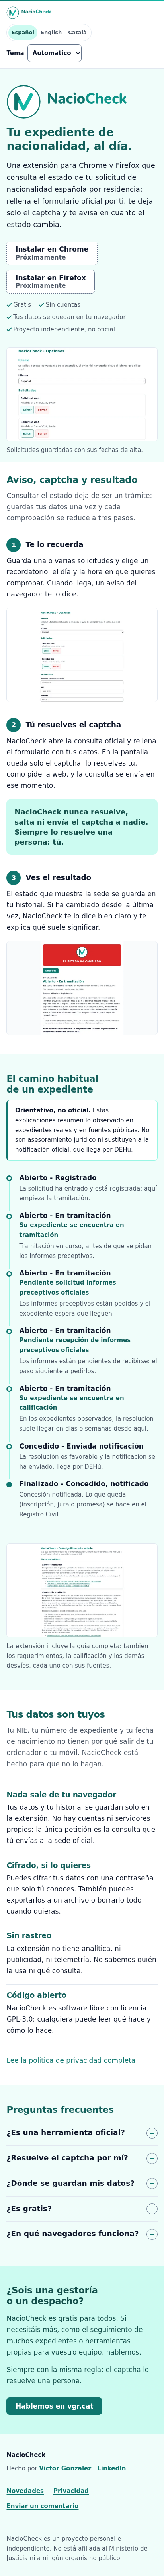 NacioCheck
Español English Català
Tema Automático
NacioCheck
Tu expediente de
nacionalidad, al día.
Una extensión para Chrome y Firefox que
consulta el estado de tu solicitud de
nacionalidad española por residencia:
rellena el formulario oficial por ti, te deja
solo el captcha y te avisa en cuanto el
estado cambia.
Instalar en Chrome
Próximamente
Instalar en Firefox
Próximamente
Gratis Sin cuentas
Tus datos se quedan en tu navegador
Proyecto independiente, no oficial
NacioCheck · Opciones
Idioma
Español
Solicitudes
Editar Borrar
Editar Borrar
Solicitudes guardadas con sus fechas de alta.
Aviso, captcha y resultado
Consultar el estado deja de ser un trámite:
guardas tus datos una vez y cada
comprobación se reduce a tres pasos.
1 Te lo recuerda
Guarda una o varias solicitudes y elige un
recordatorio: el día y la hora en que quieres
comprobar. Cuando llega, un aviso del
navegador te lo dice.
2 Tú resuelves el captcha
NacioCheck abre la consulta oficial y rellena
el formulario con tus datos. En la pantalla
queda solo el captcha: lo resuelves tú,
como pide la web, y la consulta se envía en
ese momento.
NacioCheck nunca resuelve,
salta ni envía el captcha a nadie.
Siempre lo resuelve una
persona: tú.
3 Ves el resultado
El estado que muestra la sede se guarda en
tu historial. Si ha cambiado desde la última
vez, NacioCheck te lo dice bien claro y te
explica qué suele significar.
EL ESTADO HA CAMBIADO
Abierto - En tramitación
El camino habitual
de un expediente
Orientativo, no oficial. Estas
explicaciones resumen lo observado en
expedientes reales y en fuentes públicas. No
son asesoramiento jurídico ni sustituyen a la
notificación oficial, que llega por DEHÚ.
Abierto - Registrado
La solicitud ha entrado y está registrada: aquí
empieza la tramitación.
Abierto - En tramitación
Su expediente se encuentra en
tramitación
Tramitación en curso, antes de que se pidan
los informes preceptivos.
Abierto - En tramitación
Pendiente solicitud informes
preceptivos oficiales
Los informes preceptivos están pedidos y el
expediente espera que lleguen.
Abierto - En tramitación
Pendiente recepción de informes
preceptivos oficiales
Los informes están pendientes de recibirse: el
paso siguiente a pedirlos.
Abierto - En tramitación
Su expediente se encuentra en
calificación
En los expedientes observados, la resolución
suele llegar en días o semanas desde aquí.
Concedido - Enviada notificación
La resolución es favorable y la notificación se
ha enviado; llega por DEHÚ.
Finalizado - Concedido, notificado
Concesión notificada. Lo que queda
(inscripción, jura o promesa) se hace en el
Registro Civil.
La extensión incluye la guía completa: también
los requerimientos, la calificación y los demás
desvíos, cada uno con sus fuentes.
Tus datos son tuyos
Tu NIE, tu número de expediente y tu fecha
de nacimiento no tienen por qué salir de tu
ordenador o tu móvil. NacioCheck está
hecho para que no lo hagan.
Nada sale de tu navegador
Tus datos y tu historial se guardan solo en
la extensión. No hay cuentas ni servidores
propios: la única petición es la consulta que
tú envías a la sede oficial.
Cifrado, si lo quieres
Puedes cifrar tus datos con una contraseña
que solo tú conoces. También puedes
exportarlos a un archivo o borrarlo todo
cuando quieras.
Sin rastreo
La extensión no tiene analítica, ni
publicidad, ni telemetría. No sabemos quién
la usa ni qué consulta.
Código abierto
NacioCheck es software libre con licencia
GPL-3.0: cualquiera puede leer qué hace y
cómo lo hace.
Lee la política de privacidad completa
Preguntas frecuentes
¿Es una herramienta oficial?
¿Resuelve el captcha por mí?
¿Dónde se guardan mis datos?
¿Es gratis?
¿En qué navegadores funciona?
¿Sois una gestoría
o un despacho?
NacioCheck es gratis para todos. Si
necesitáis más, como el seguimiento de
muchos expedientes o herramientas
propias para vuestro equipo, hablemos.
Siempre con la misma regla: el captcha lo
resuelve una persona.
Hablemos en vgr.cat
NacioCheck
Hecho por Victor Gonzalez · LinkedIn
Novedades Privacidad
Enviar un comentario
NacioCheck es un proyecto personal e
independiente. No está afiliado al Ministerio de
Justicia ni a ningún organismo público.